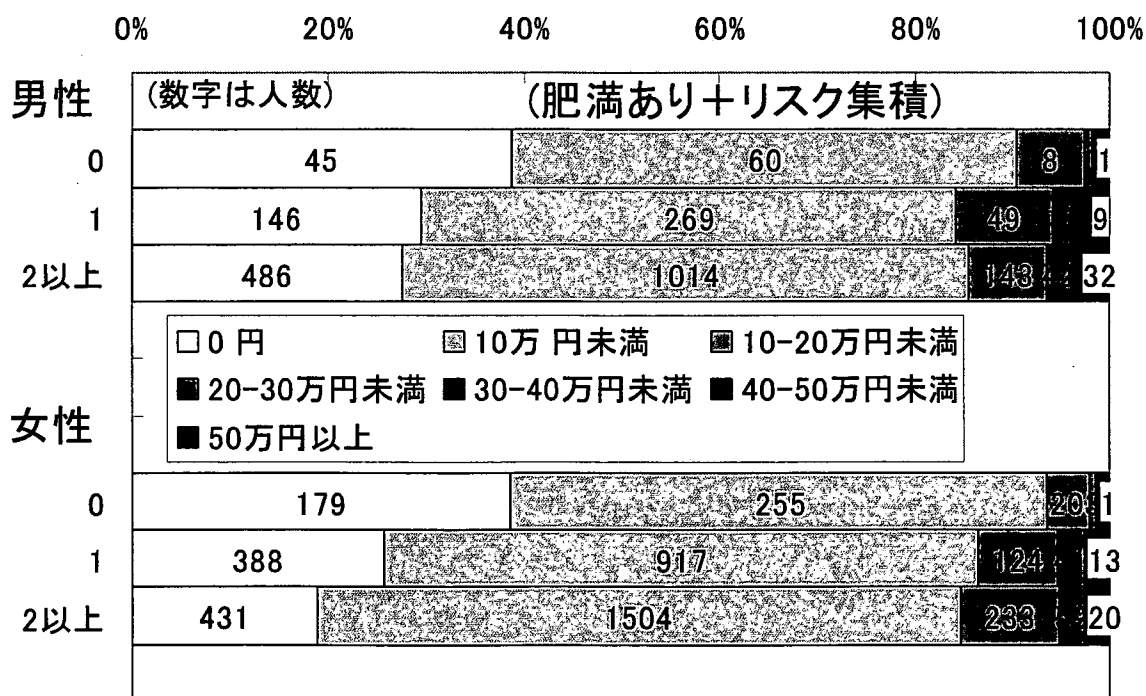 0% 20% 40% 60% 80% 100%
男性 (数字は人数) (肥満あり+リスク集積)
0 45 60 8 1
1 146 269 49 9
2以上 486 1014 143 32
□0 円 10万 円未満 10-20万円未満
20-30万円未満 30-40万円未満 40-50万円未満
50万円以上
女性
0 179 255 20 1
1 388 917 124 13
2以上 431 1504 233 20